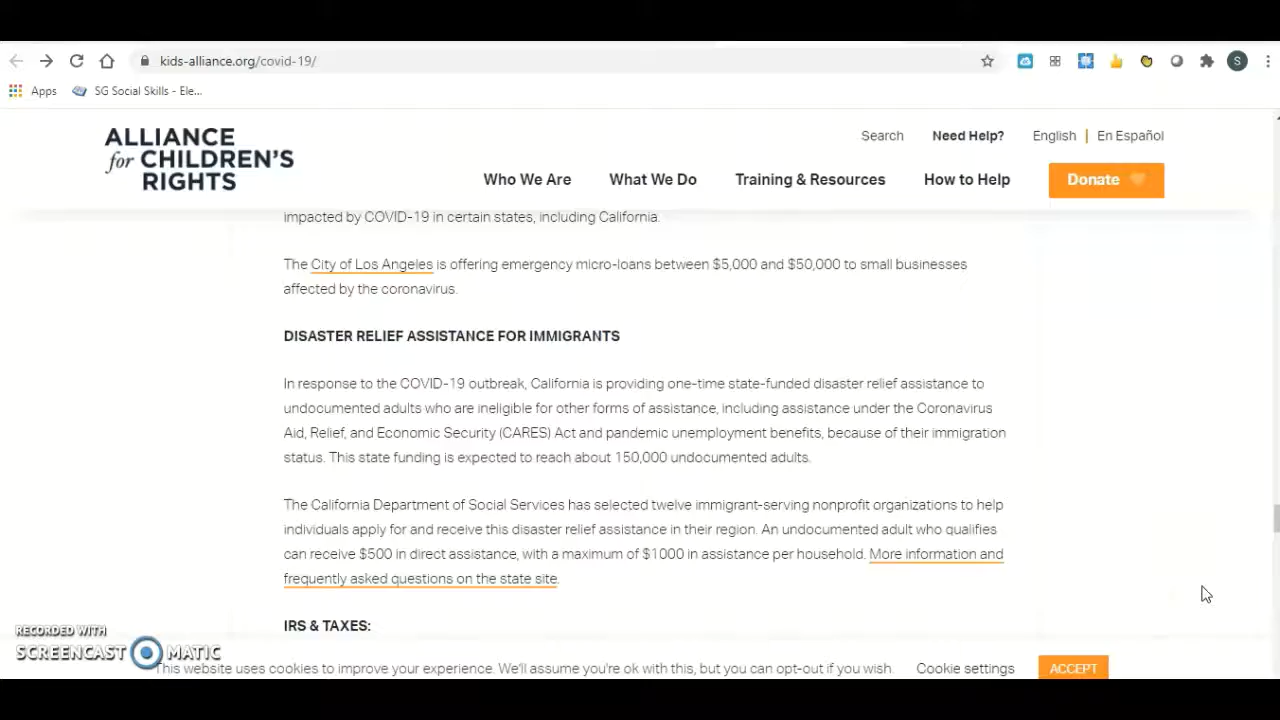 kids-alliance.org/covid-19/
S
Apps
SG Social Skills - Ele...
ALLIANCE
for CHILDREN'S
RIGHTS
Search
Need Help?
English | En Español
Who We Are
What We Do
Training & Resources
How to Help
Donate
impacted by COVID-19 in certain states, including California.
The City of Los Angeles is offering emergency micro-loans between $5,000 and $50,000 to small businesses
affected by the coronavirus.
DISASTER RELIEF ASSISTANCE FOR IMMIGRANTS
In response to the COVID-19 outbreak, California is providing one-time state-funded disaster relief assistance to
undocumented adults who are ineligible for other forms of assistance, including assistance under the Coronavirus
Aid, Relief, and Economic Security (CARES) Act and pandemic unemployment benefits, because of their immigration
status. This state funding is expected to reach about 150,000 undocumented adults.
The California Department of Social Services has selected twelve immigrant-serving nonprofit organizations to help
individuals apply for and receive this disaster relief assistance in their region. An undocumented adult who qualifies
can receive $500 in direct assistance, with a maximum of $1000 in assistance per household. More information and
frequently asked questions on the state site.
IRS & TAXES:
RECORDED WITH
SCREENCAST MATIC
This website uses cookies to improve your experience. We'll assume you're ok with this, but you can opt-out if you wish.
Cookie settings
ACCEPT